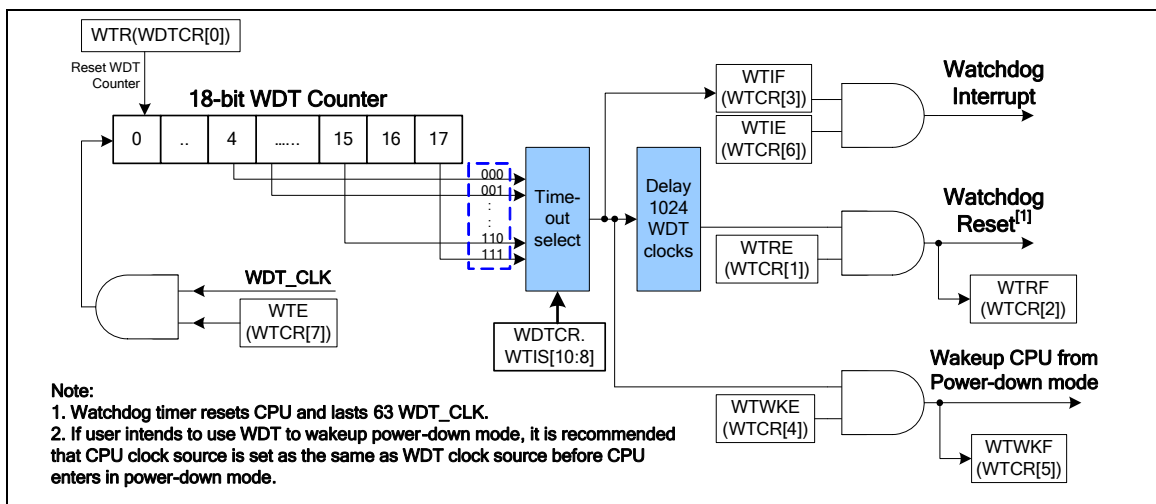 WTR(WDTCR[0])
Reset WDT
Counter
18-bit WDT Counter
0 .. 4 ...... 15 16 17
000
001
:
:
110
111
Time-
out
select
Delay
1024
WDT
clocks
WTIF
(WTCR[3])
WTIE
(WTCR[6])
Watchdog
Interrupt
WTRE
(WTCR[1])
Watchdog
Reset[1]
WTRF
(WTCR[2])
WDT_CLK
WTE
(WTCR[7])
WDTCR.
WTIS[10:8]
WTWKE
(WTCR[4])
Wakeup CPU from
Power-down mode
WTWKF
(WTCR[5])
Note:
1. Watchdog timer resets CPU and lasts 63 WDT_CLK.
2. If user intends to use WDT to wakeup power-down mode, it is recommended
that CPU clock source is set as the same as WDT clock source before CPU
enters in power-down mode.